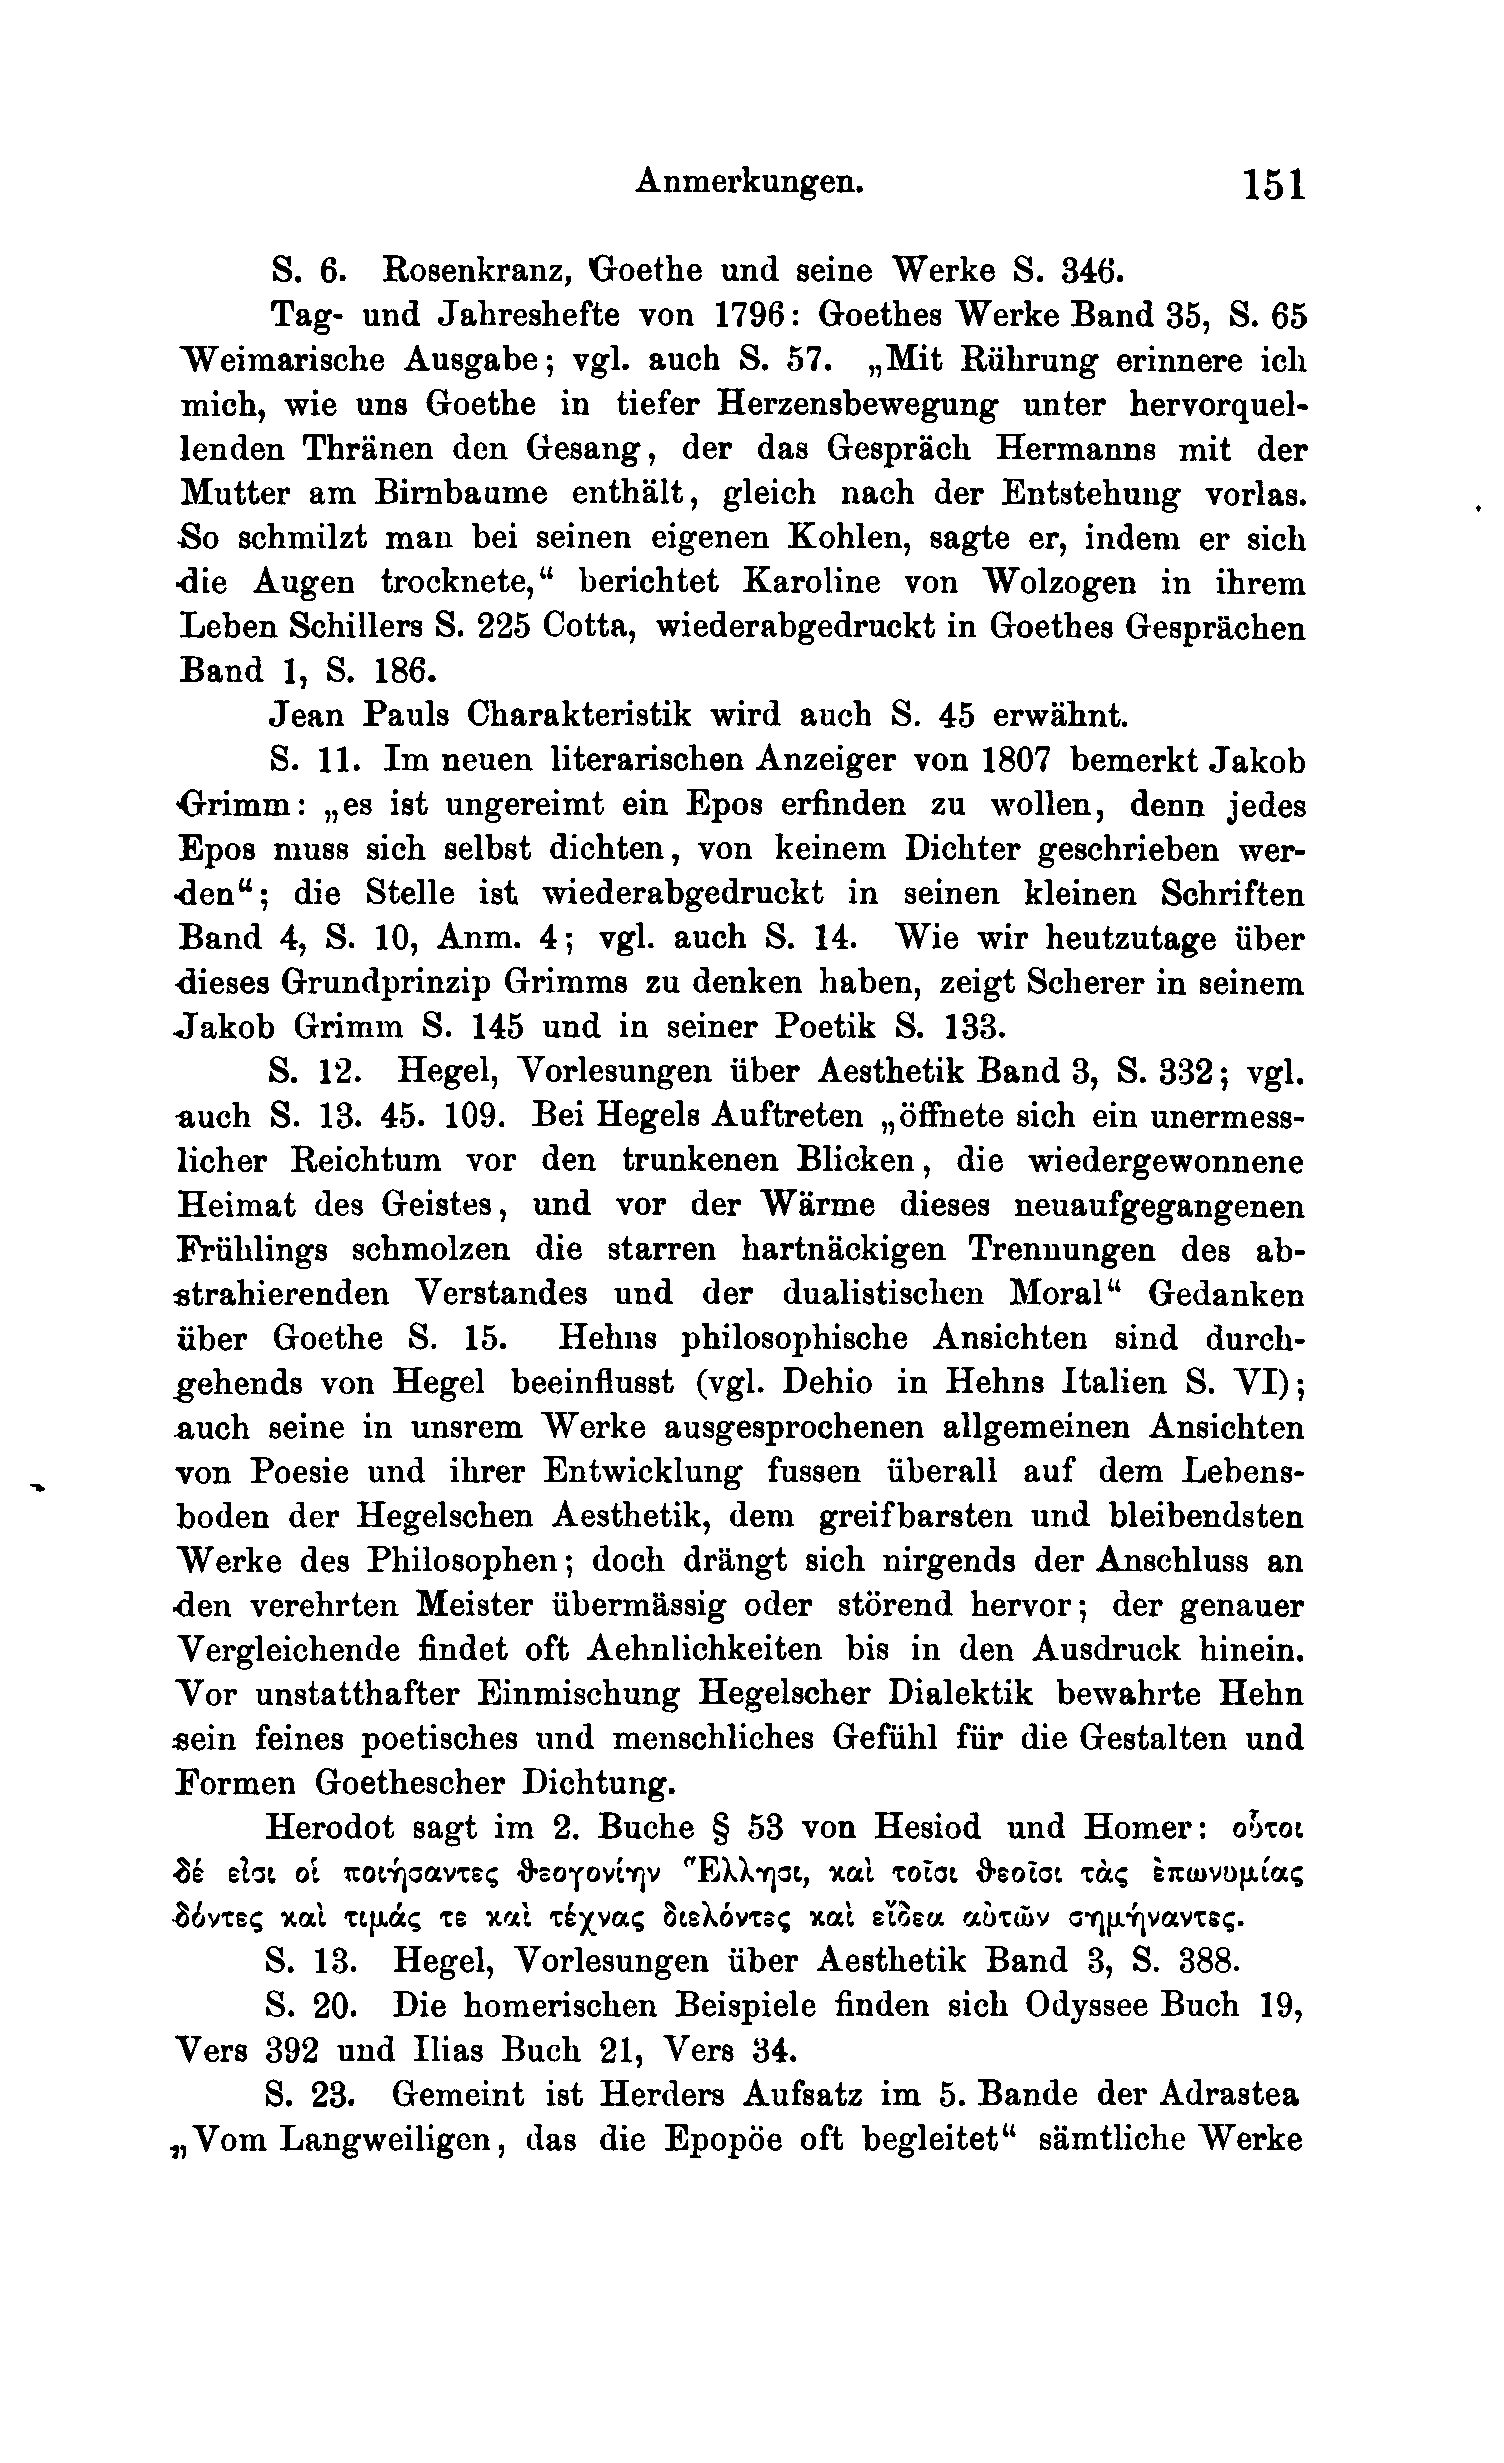 Anmerkungen. 151
S. 6. Rosenkranz, Goethe und seine Werke S. 346.
Tag- und Jahreshefte von 1796: Goethes Werke Band 35, S. 65
Weimarische Ausgabe; vgl. auch S. 57. „Mit Rührung erinnere ich
mich, wie uns Goethe in tiefer Herzensbewegung unter hervorquel-
lenden Thränen den Gesang, der das Gespräch Hermanns mit der
Mutter am Birnbaume enthält, gleich nach der Entstehung vorlas.
So schmilzt man bei seinen eigenen Kohlen, sagte er, indem er sich
die Augen trocknete,“ berichtet Karoline von Wolzogen in ihrem
Leben Schillers S. 225 Cotta, wiederabgedruckt in Goethes Gesprächen
Band 1, S. 186.
Jean Pauls Charakteristik wird auch S. 45 erwähnt.
S. 11. Im neuen literarischen Anzeiger von 1807 bemerkt Jakob
Grimm: „es ist ungereimt ein Epos erfinden zu wollen, denn jedes
Epos muss sich selbst dichten, von keinem Dichter geschrieben wer-
den“; die Stelle ist wiederabgedruckt in seinen kleinen Schriften
Band 4, S. 10, Anm. 4; vgl. auch S. 14. Wie wir heutzutage über
dieses Grundprinzip Grimms zu denken haben, zeigt Scherer in seinem
Jakob Grimm S. 145 und in seiner Poetik S. 133.
S. 12. Hegel, Vorlesungen über Aesthetik Band 3, S. 332; vgl.
auch S. 13. 45. 109. Bei Hegels Auftreten „öffnete sich ein unermess-
licher Reichtum vor den trunkenen Blicken, die wiedergewonnene
Heimat des Geistes, und vor der Wärme dieses neuaufgegangenen
Frühlings schmolzen die starren hartnäckigen Trennungen des ab-
strahierenden Verstandes und der dualistischen Moral“ Gedanken
über Goethe S. 15. Hehns philosophische Ansichten sind durch-
gehends von Hegel beeinflusst (vgl. Dehio in Hehns Italien S. VI);
auch seine in unsrem Werke ausgesprochenen allgemeinen Ansichten
von Poesie und ihrer Entwicklung fussen überall auf dem Lebens-
boden der Hegelschen Aesthetik, dem greifbarsten und bleibendsten
Werke des Philosophen; doch drängt sich nirgends der Anschluss an
den verehrten Meister übermässig oder störend hervor; der genauer
Vergleichende findet oft Aehnlichkeiten bis in den Ausdruck hinein.
Vor unstatthafter Einmischung Hegelscher Dialektik bewahrte Hehn
sein feines poetisches und menschliches Gefühl für die Gestalten und
Formen Goethescher Dichtung.
Herodot sagt im 2. Buche § 53 von Hesiod und Homer: οὗτοι
δέ εἰσι οἱ ποιήσαντες ϑεογονίην Ἕλλησι, καὶ τοῖσι ϑεοῖσι τὰς ἐπωνυμίας
δόντες καὶ τιμάς τε καὶ τέχνας διελόντες καὶ εἴδεα αὐτῶν σημήναντες.
S. 13. Hegel, Vorlesungen über Aesthetik Band 3, S. 388.
S. 20. Die homerischen Beispiele finden sich Odyssee Buch 19,
Vers 392 und Ilias Buch 21, Vers 34.
S. 23. Gemeint ist Herders Aufsatz im 5. Bande der Adrastea
„Vom Langweiligen, das die Epopöe oft begleitet“ sämtliche Werke